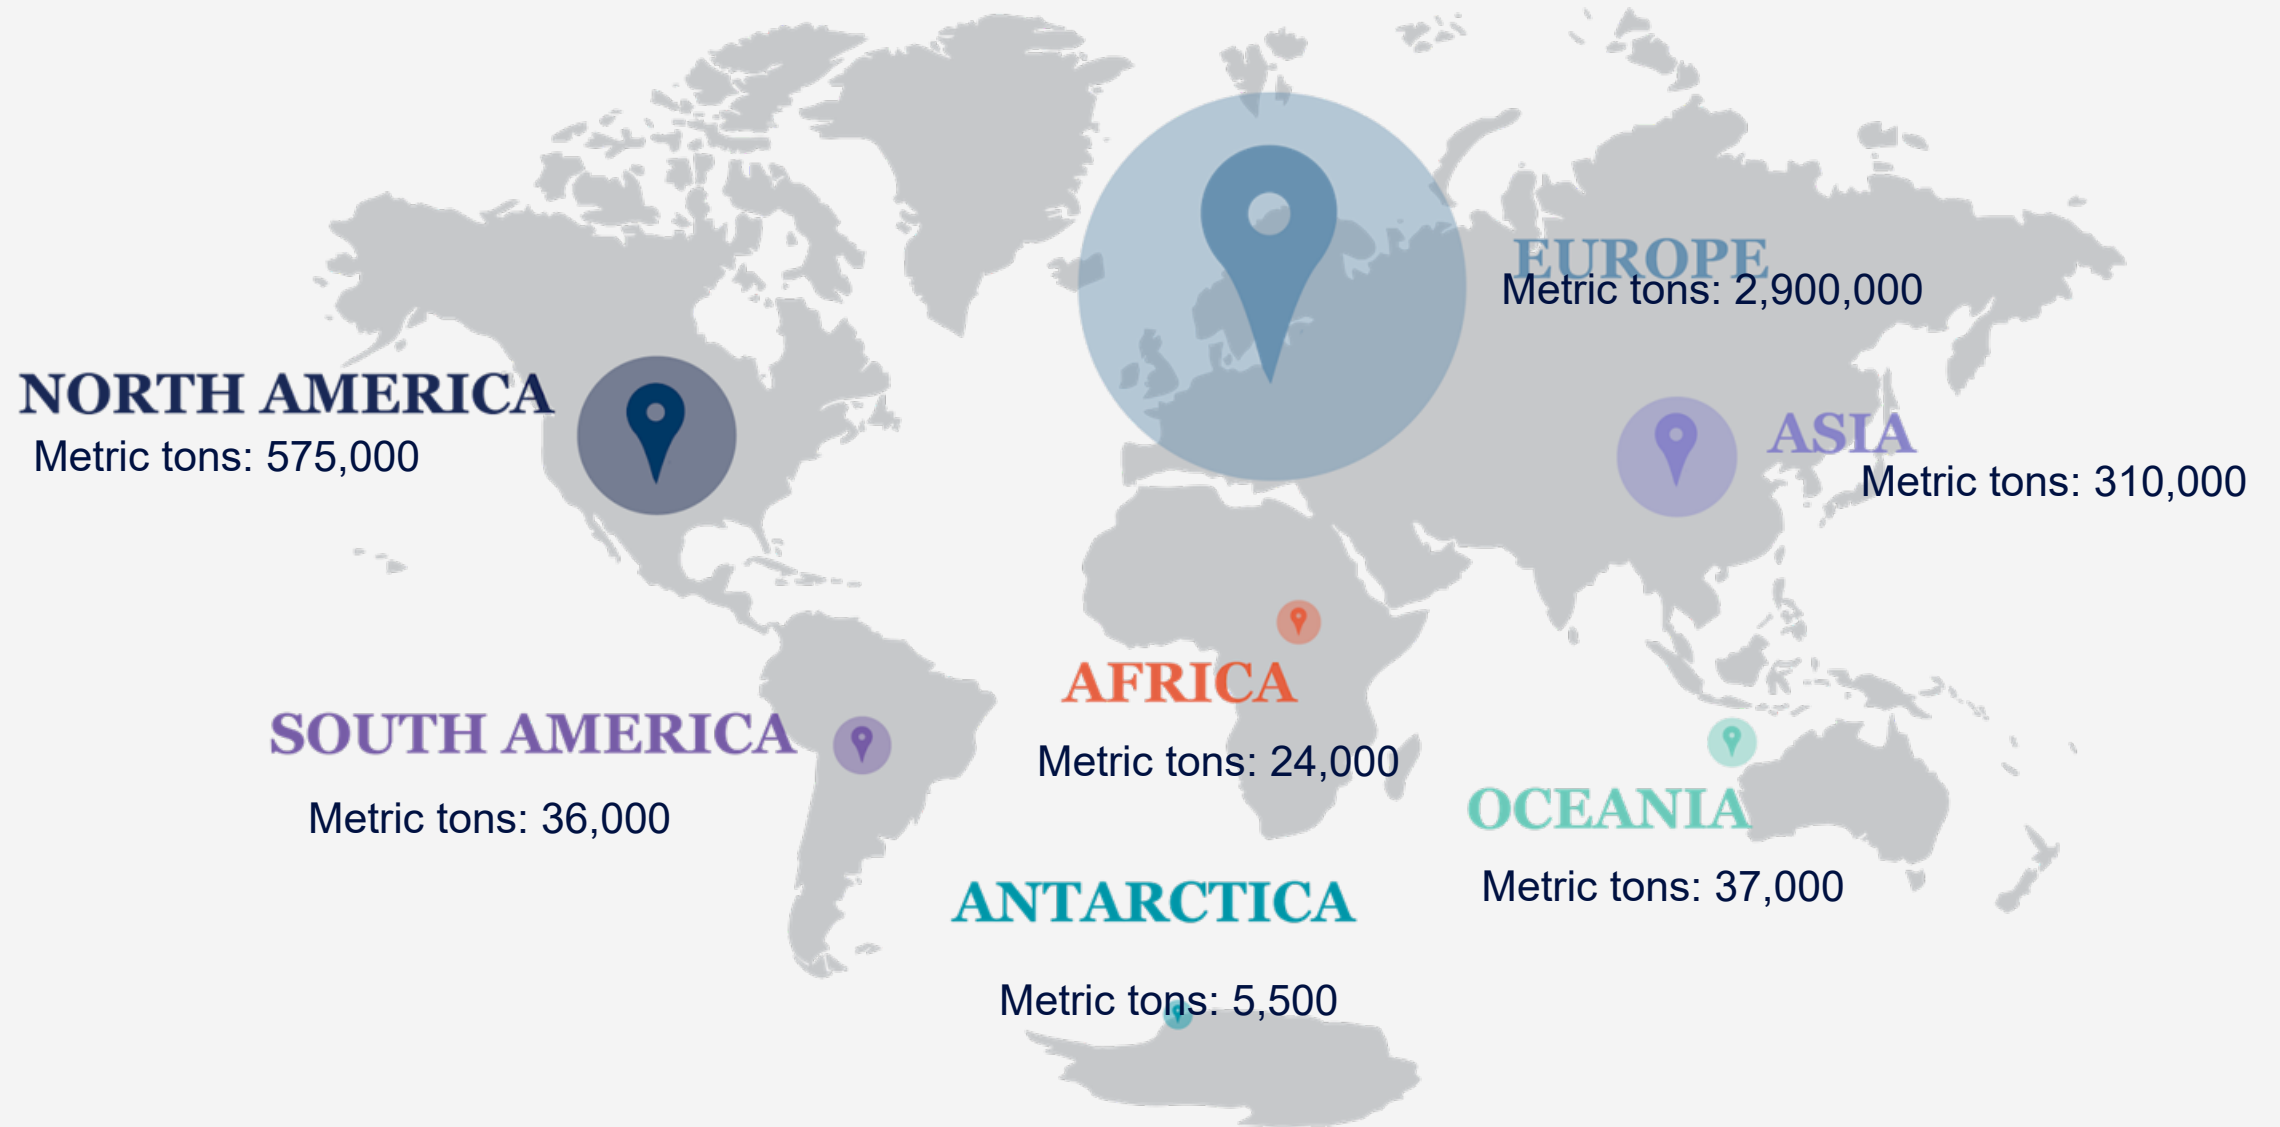 EUROPE
Metric tons: 2,900,000
NORTH AMERICA
Metric tons: 575,000
ASIA
Metric tons: 310,000
AFRICA
Metric tons: 24,000
SOUTH AMERICA
Metric tons: 36,000
OCEANIA
Metric tons: 37,000
ANTARCTICA
Metric tons: 5,500